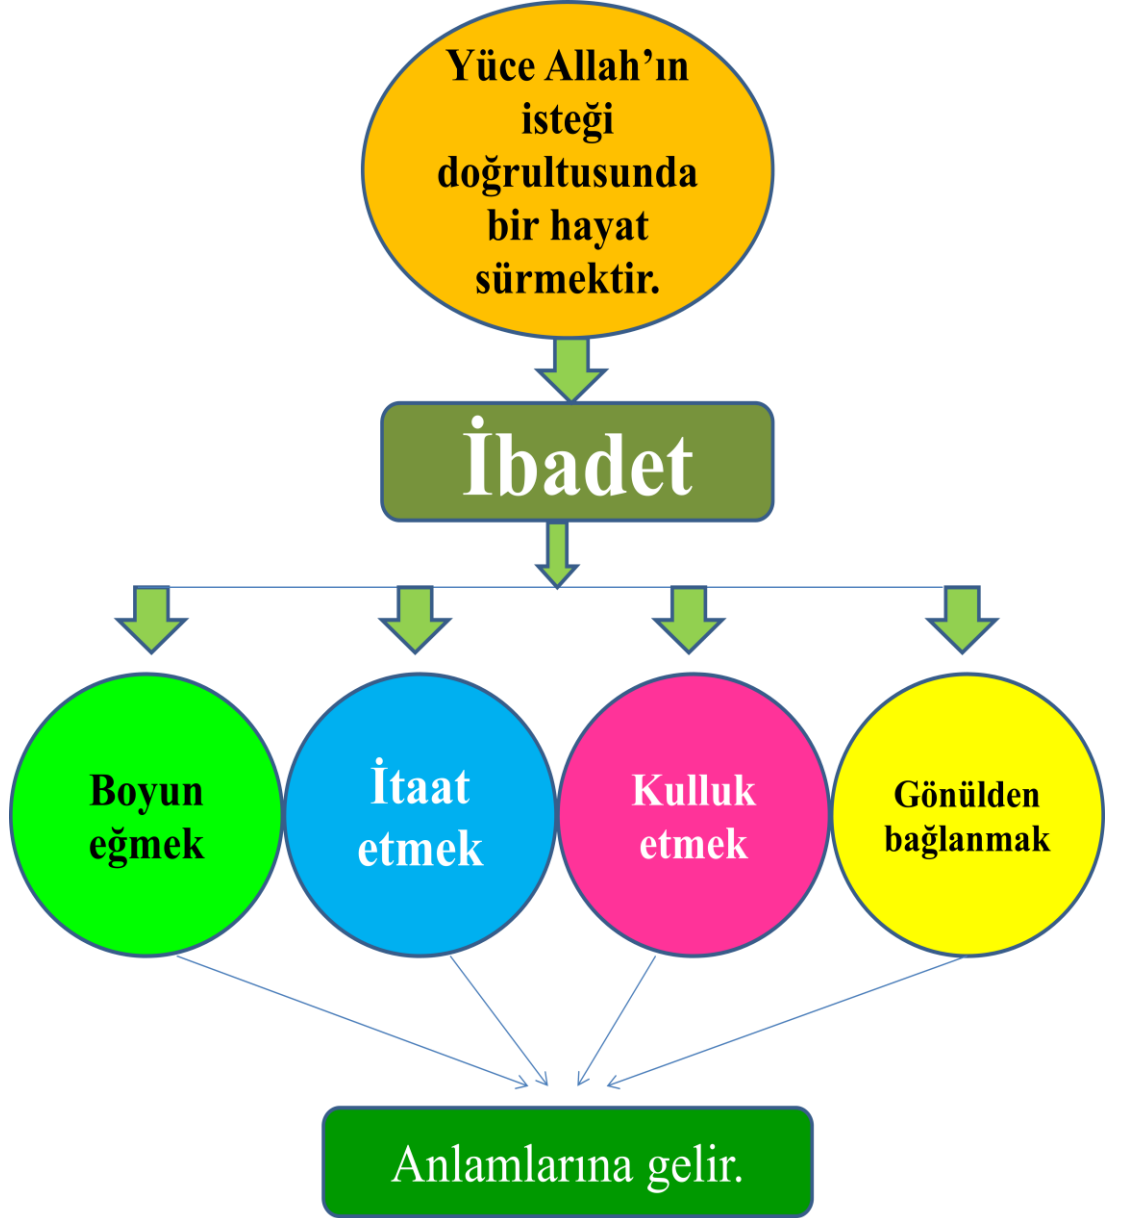 Yüce Allah’ın
isteği
doğrultusunda
bir hayat
sürmektir.
İbadet
Boyun
eğmek
İtaat
etmek
Kulluk
etmek
Gönülden
bağlanmak
Anlamlarına gelir.